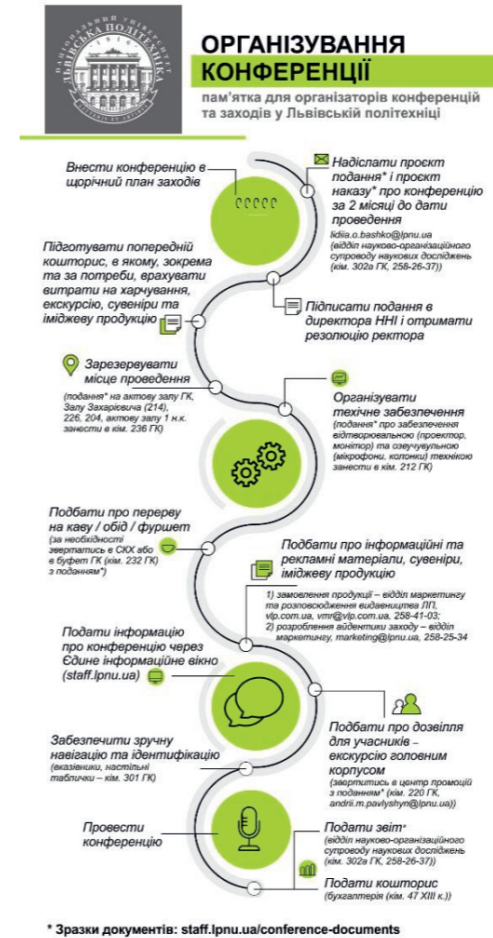 НАЦІОНАЛЬНИЙ УНІВЕРСИТЕТ
ЛЬВІВСЬКА ПОЛІТЕХНІКА
ОРГАНІЗУВАННЯ
КОНФЕРЕНЦІЇ
пам’ятка для організаторів конференцій
та заходів у Львівській політехніці
Внести конференцію в
щорічний план заходів
Надіслати проєкт
подання* і проєкт
наказу* про конференцію
за 2 місяці до дати
проведення
lidiia.o.bashko@lpnu.ua
(відділ науково-організаційного
супроводу наукових досліджень
(кім. 302а ГК, 258-26-37))
Підготувати попередній
кошторис, в якому, зокрема
та за потреби, врахувати
витрати на харчування,
екскурсію, сувеніри та
іміджеву продукцію
Підписати подання в
директора ННІ і отримати
резолюцію ректора
Зарезервувати
місце проведення
(подання* на актову залу ГК,
Залу Захарієвича (214),
226, 204, актову залу 1 н.к.
занести в кім. 236 ГК)
Організувати
техічне забезпечення
(подання* про забезпечення
відтворювальною (проектор,
монітор) та озвучувульною
(мікрофони, колонки) технікою
занести в кім. 212 ГК)
Подбати про перерву
на каву / обід / фуршет
(за необхідності
звертатись в СКХ або
в буфет ГК (кім. 232 ГК)
з поданням*)
Подбати про інформаційні та
рекламні матеріали, сувеніри,
іміджеву продукцію
1) замовлення продукції – відділ маркетингу
та розповсюдження видавництва ЛП,
vlp.com.ua, vmr@vlp.com.ua, 258-41-03;
2) розроблення айдентики заходу – відділ
маркетингу, marketing@lpnu.ua, 258-25-34
Подати інформацію
про конференцію через
Єдине інформаційне вікно
(staff.lpnu.ua)
Подбати про дозвілля
для учасників –
екскурсію головним
корпусом
(звертитись в центр промоцій
з поданням* (кім. 220 ГК,
andrii.m.pavlyshyn@lpnu.ua))
Забезпечити зручну
навігацію та ідентифікацію
(вказівники, настільні
таблички – кім. 301 ГК)
Провести
конференцію
Подати звіт*
(відділ науково-організаційного
супроводу наукових досліджень
(кім. 302а ГК, 258-26-37))
Подати кошторис
(бухгалтерія (кім. 47 XIII к.))
* Зразки документів: staff.lpnu.ua/conference-documents